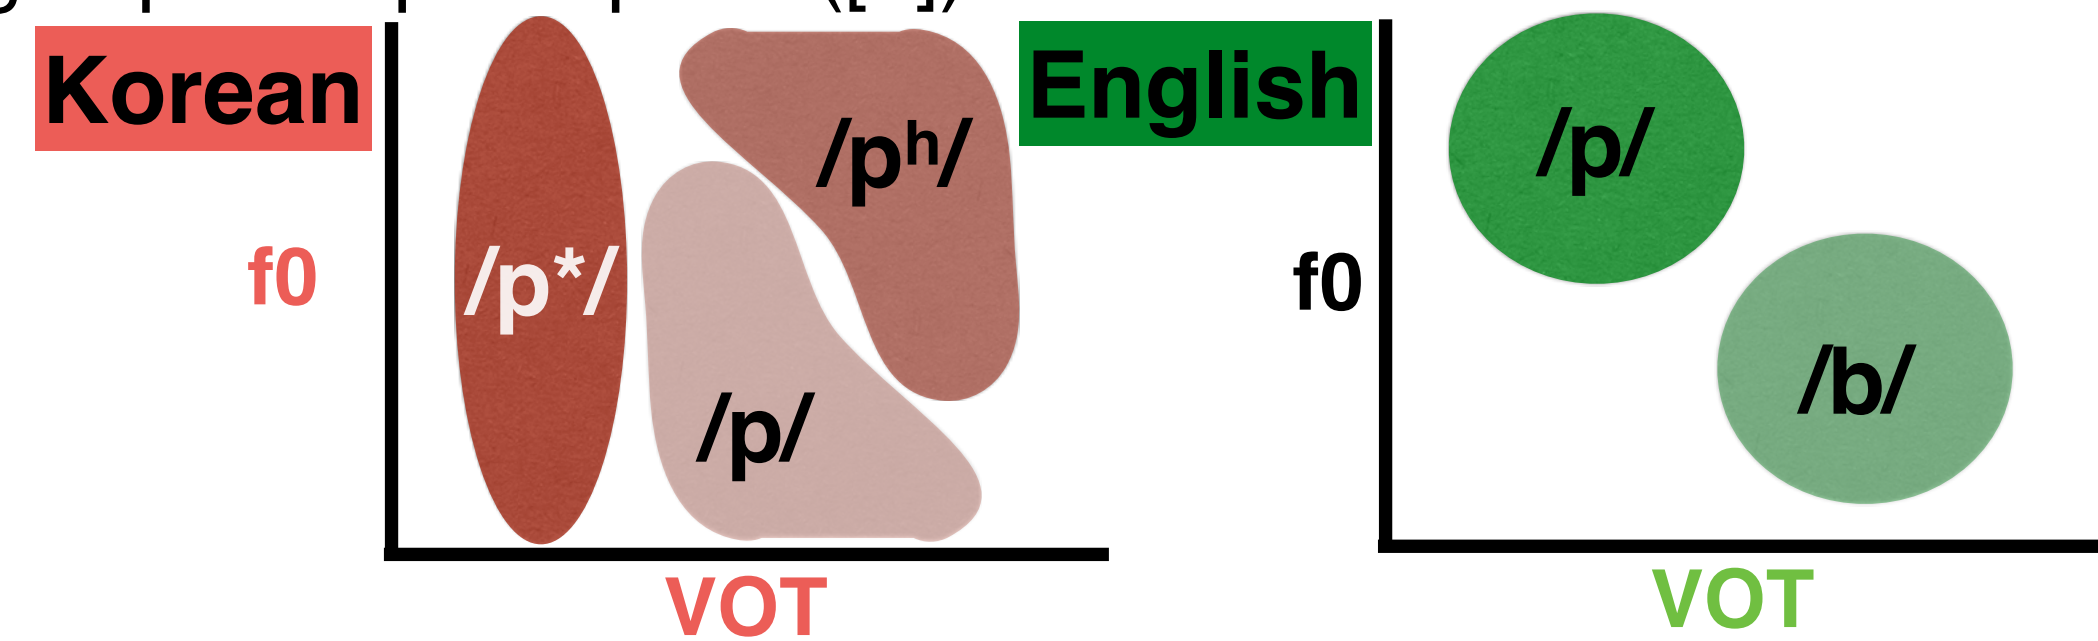 Korean
/p*/
/pʰ/
/p/
f0
VOT
English
/p/
/b/
f0
VOT